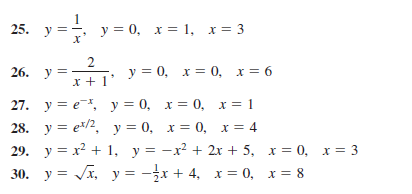 25. y = 1/x, y = 0, x = 1, x = 3
26. y = 2/(x + 1), y = 0, x = 0, x = 6
27. y = e⁻ˣ, y = 0, x = 0, x = 1
28. y = e^(x/2), y = 0, x = 0, x = 4
29. y = x² + 1, y = −x² + 2x + 5, x = 0, x = 3
30. y = √x, y = −½x + 4, x = 0, x = 8